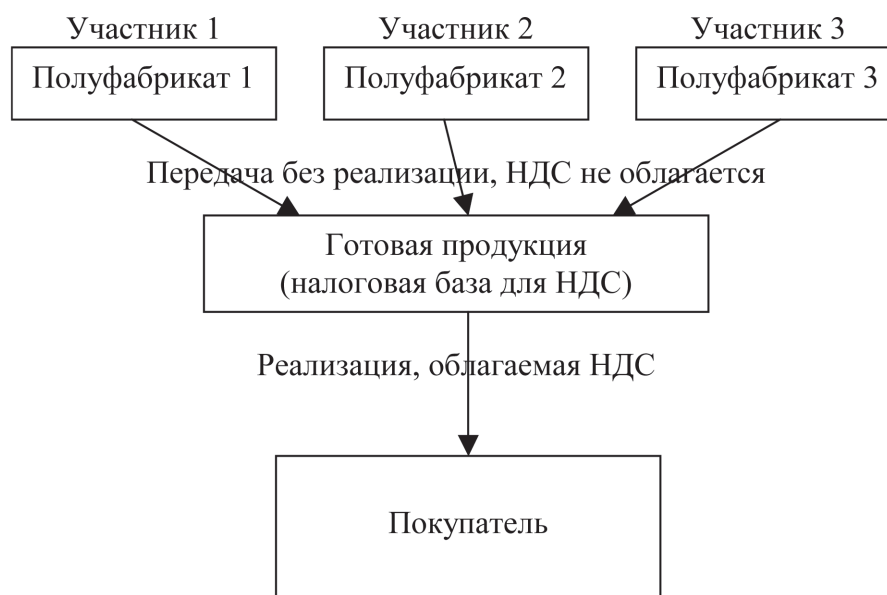 Участник 1 Участник 2 Участник 3
Полуфабрикат 1 Полуфабрикат 2 Полуфабрикат 3
Передача без реализации, НДС не облагается
Готовая продукция
(налоговая база для НДС)
Реализация, облагаемая НДС
Покупатель